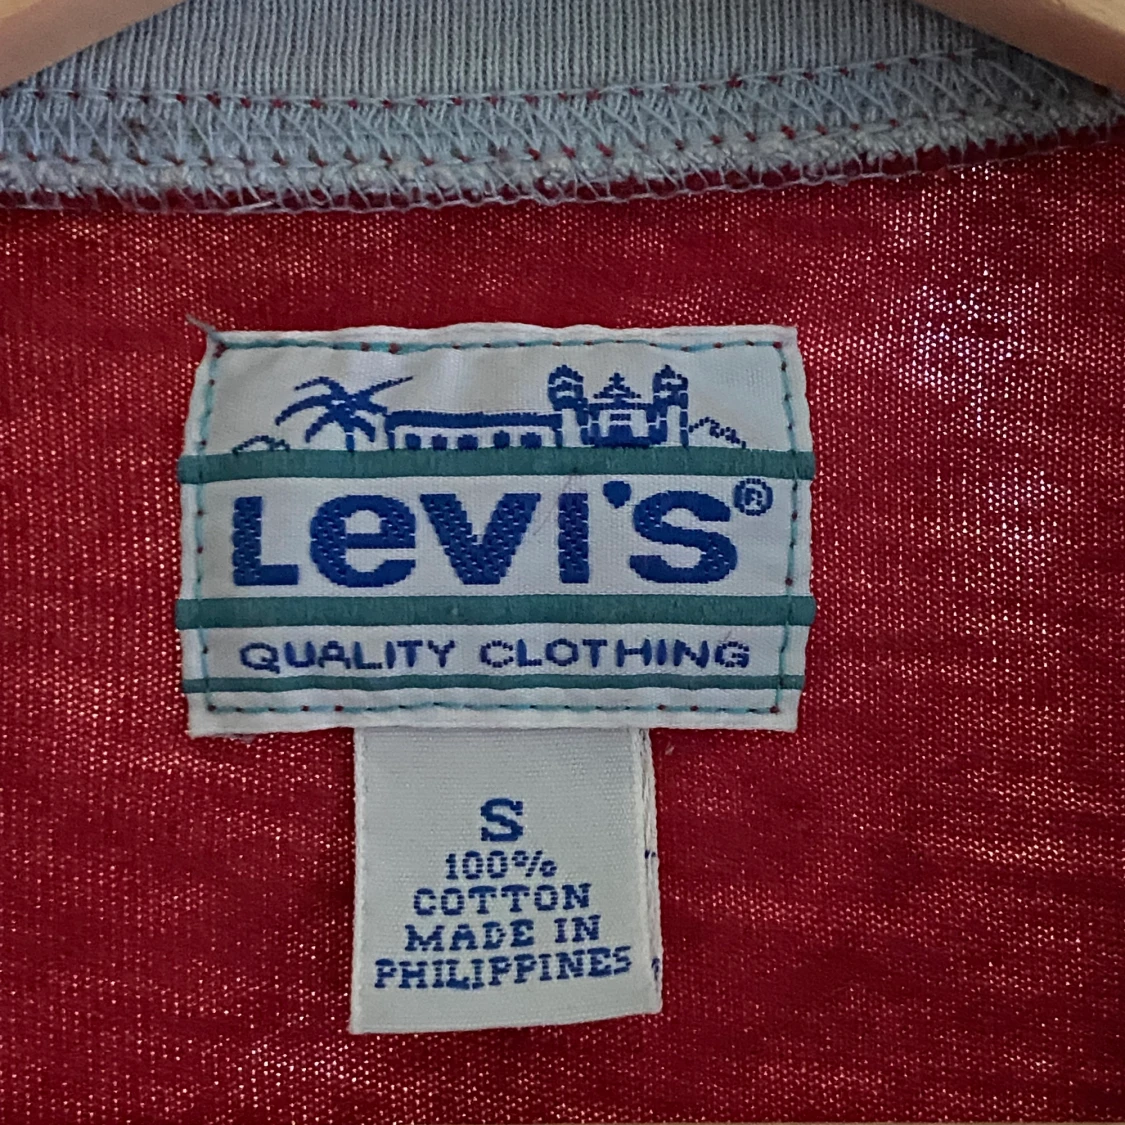 Levi's®
QUALITY CLOTHING
S
100%
COTTON
MADE IN
PHILIPPINES